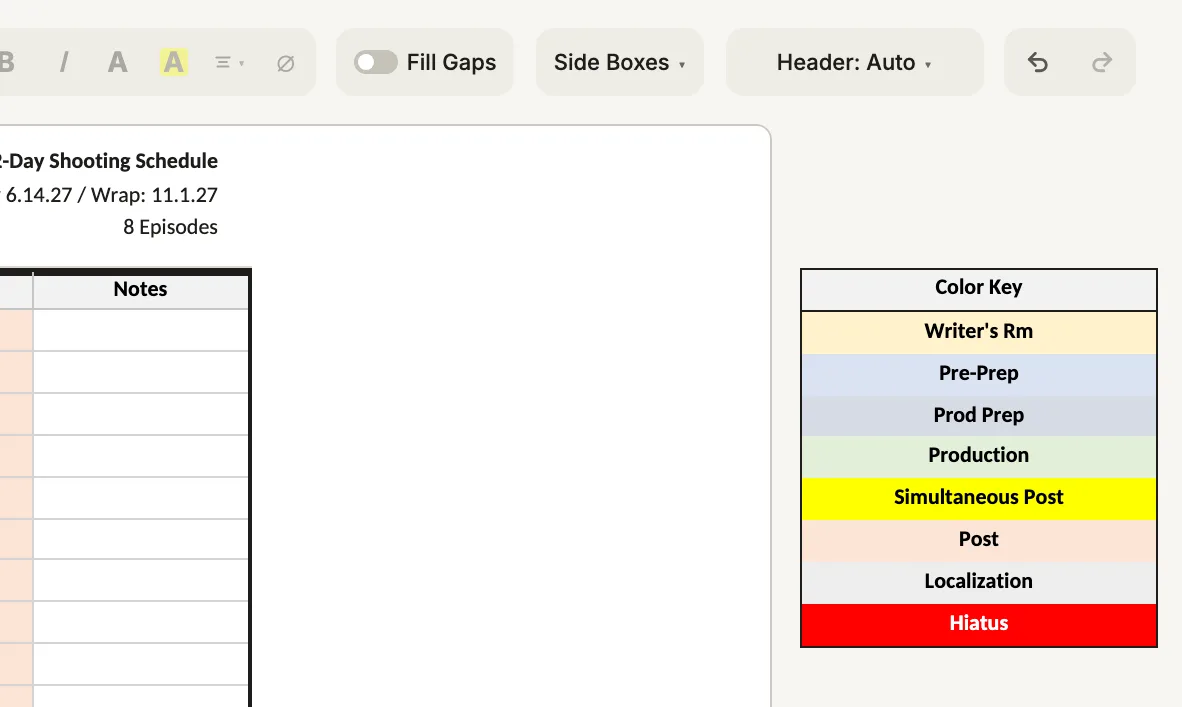 B I A A
Fill Gaps
Side Boxes
Header: Auto
-Day Shooting Schedule
6.14.27 / Wrap: 11.1.27
8 Episodes
Notes
Color Key
Writer's Rm
Pre-Prep
Prod Prep
Production
Simultaneous Post
Post
Localization
Hiatus